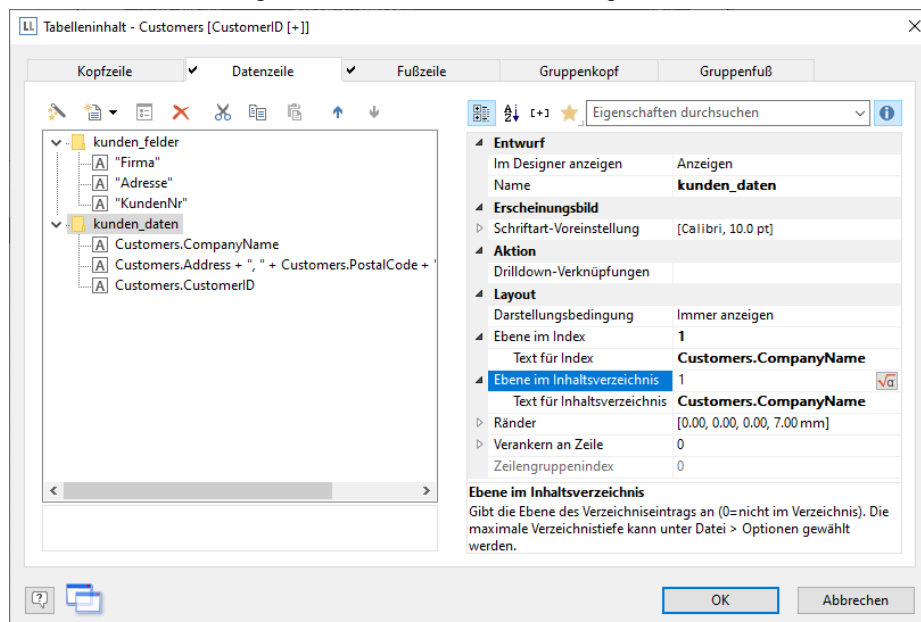 LL Tabelleninhalt - Customers [CustomerID [+]]
Kopfzeile Datenzeile Fußzeile Gruppenkopf Gruppenfuß
[+] Eigenschaften durchsuchen
kunden_felder
A "Firma"
A "Adresse"
A "KundenNr"
kunden_daten
A Customers.CompanyName
A Customers.Address + ", " + Customers.PostalCode + "
A Customers.CustomerID
Entwurf
Im Designer anzeigen Anzeigen
Name kunden_daten
Erscheinungsbild
Schriftart-Voreinstellung [Calibri, 10.0 pt]
Aktion
Drilldown-Verknüpfungen
Layout
Darstellungsbedingung Immer anzeigen
Ebene im Index 1
Text für Index Customers.CompanyName
Ebene im Inhaltsverzeichnis 1
Text für Inhaltsverzeichnis Customers.CompanyName
Ränder [0.00, 0.00, 0.00, 7.00 mm]
Verankern an Zeile 0
Zeilengruppenindex 0
Ebene im Inhaltsverzeichnis
Gibt die Ebene des Verzeichniseintrags an (0=nicht im Verzeichnis). Die
maximale Verzeichnistiefe kann unter Datei > Optionen gewählt
werden.
OK Abbrechen